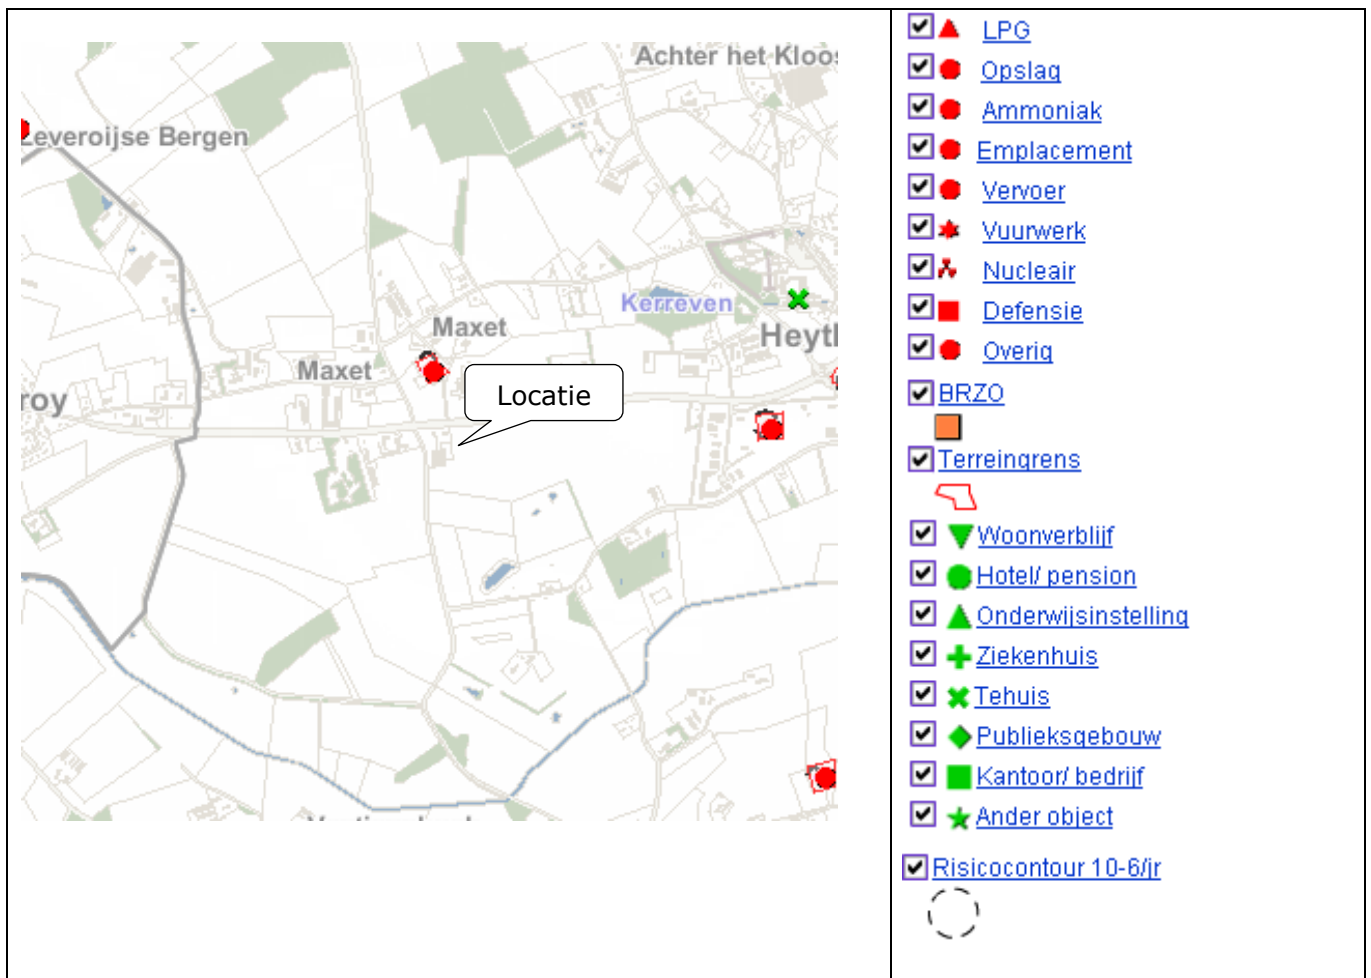 Achter het Kloos
Leveroijse Bergen
Kerreven
Maxet
Heyth
Maxet
Locatie
roy
LPG
Opslag
Ammoniak
Emplacement
Vervoer
Vuurwerk
Nucleair
Defensie
Overig
BRZO
Terreingrens
Woonverblijf
Hotel/ pension
Onderwijsinstelling
Ziekenhuis
Tehuis
Publieksgebouw
Kantoor/ bedrijf
Ander object
Risicocontour 10-6/jr